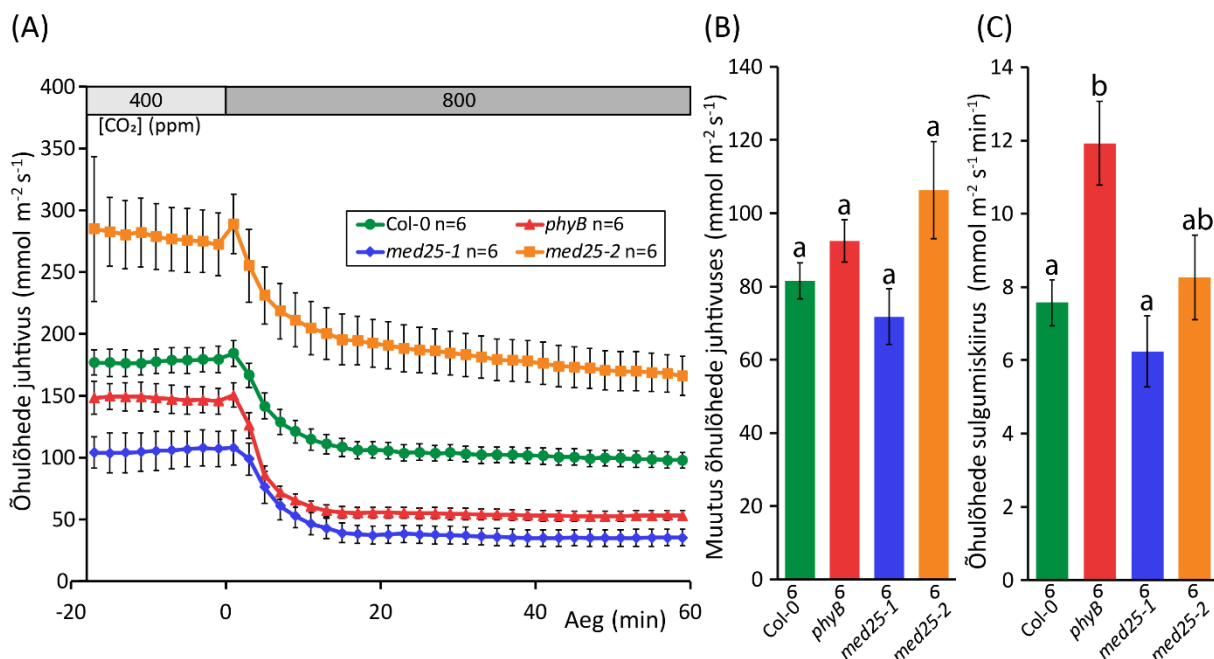 (A)
Õhulõhede juhtivus (mmol m⁻² s⁻¹)
400
350
300
250
200
150
100
50
0
400 800
[CO₂] (ppm)
Col-0 n=6 phyB n=6
med25-1 n=6 med25-2 n=6
-20 0 20 40 60
Aeg (min)
(B)
Muutus õhulõhede juhtivuses (mmol m⁻² s⁻¹)
140
120
100
80
60
40
20
0
a a a a
6 6 6 6
Col-0 phyB med25-1 med25-2
(C)
Õhulõhede sulgumiskiirus (mmol m⁻² s⁻¹ min⁻¹)
14
12
10
8
6
4
2
0
a b a ab
6 6 6 6
Col-0 phyB med25-1 med25-2